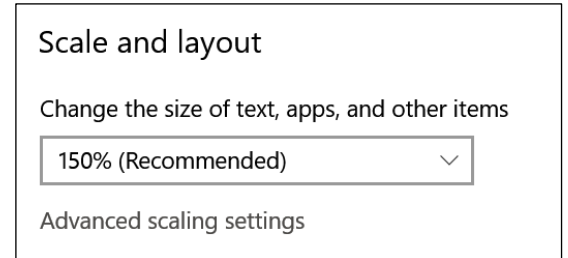 Scale and layout
Change the size of text, apps, and other items
150% (Recommended)
Advanced scaling settings